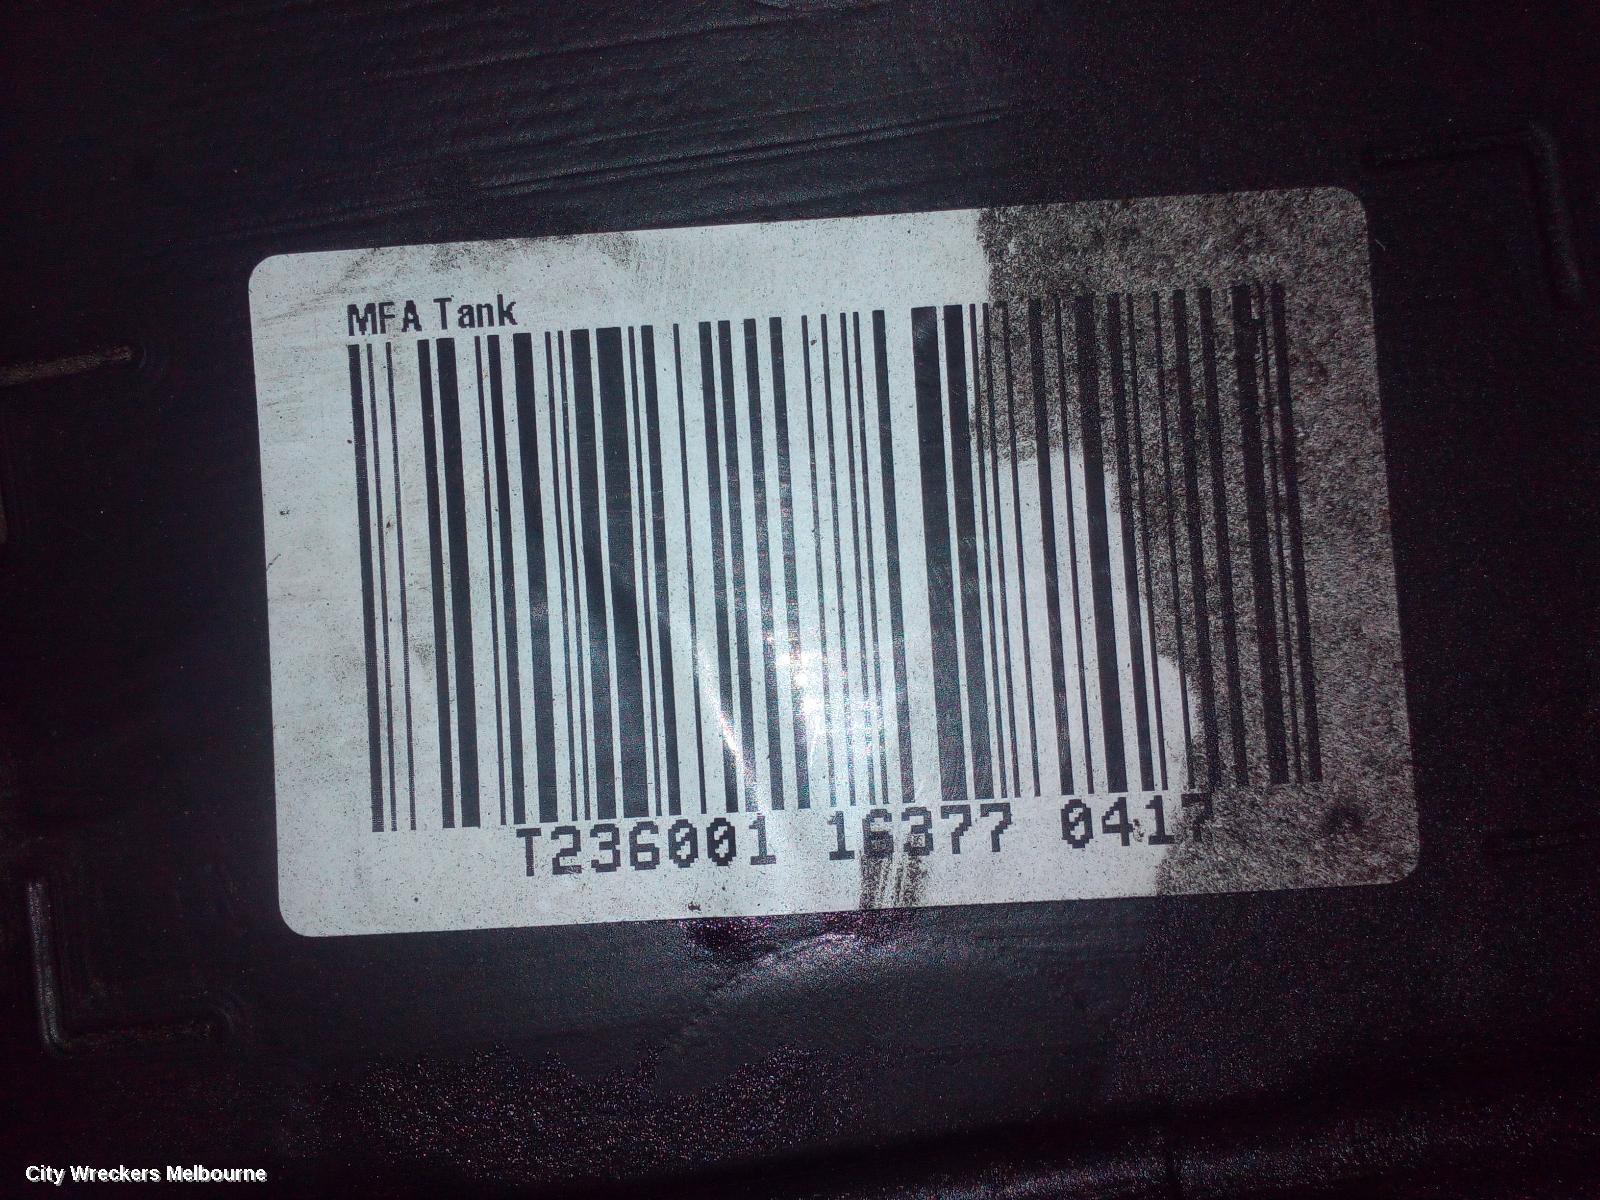 MFA Tank
T236001 16377 0417
City Wreckers Melbourne